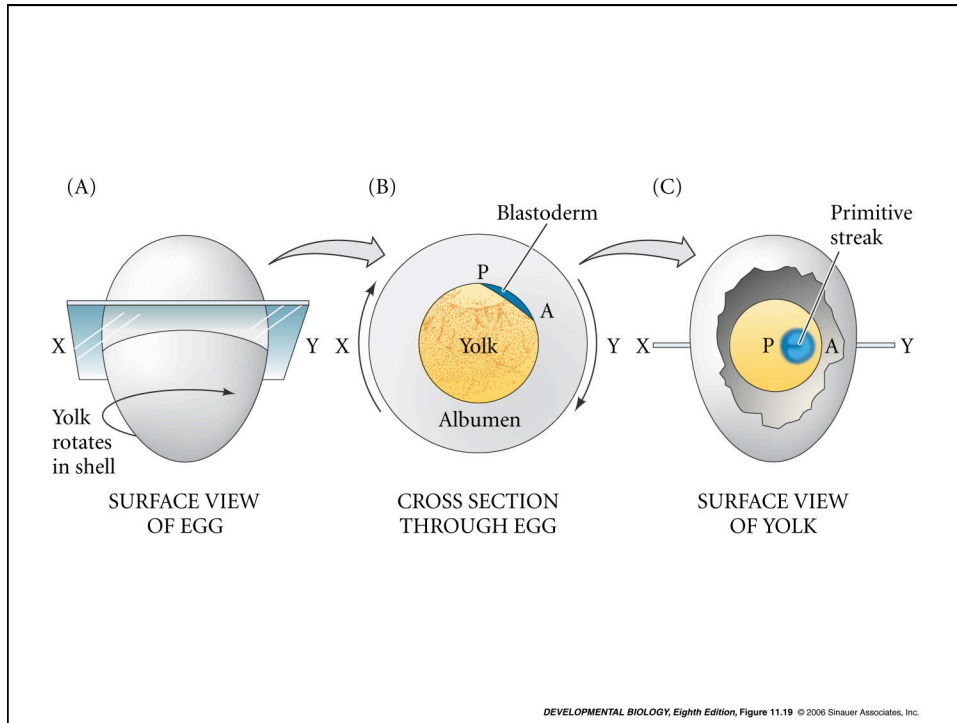 (A)
X
Y
Yolk
rotates
in shell
SURFACE VIEW
OF EGG
(B)
Blastoderm
P
A
X
Yolk
Y
Albumen
CROSS SECTION
THROUGH EGG
(C)
Primitive
streak
X
P
A
Y
SURFACE VIEW
OF YOLK
DEVELOPMENTAL BIOLOGY, Eighth Edition, Figure 11.19 © 2006 Sinauer Associates, Inc.